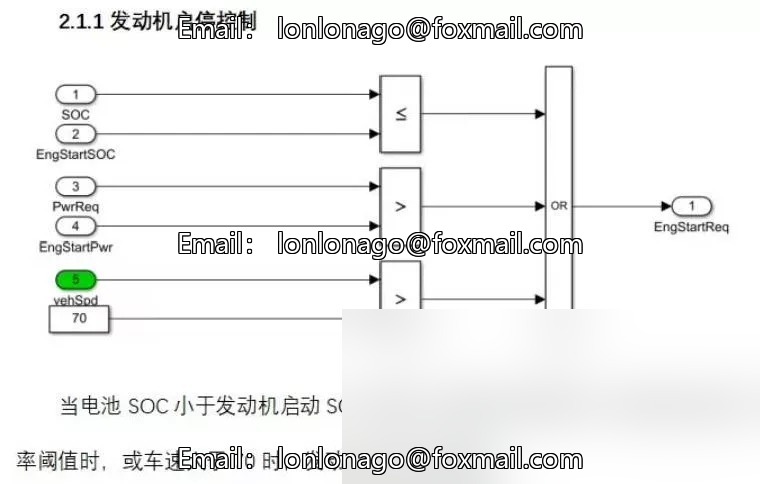 2.1.1 发动机启停控制
Email： lonlonago@foxmail.com
1
SOC
≤
2
EngStartSOC
3
PwrReq
>
OR
1
EngStartReq
4
EngStartPwr
Email： lonlonago@foxmail.com
5
vehSpd
>
70
当电池 SOC 小于发动机启动
率阈值时，或车速
0 时，
Email： lonlonago@foxmail.com